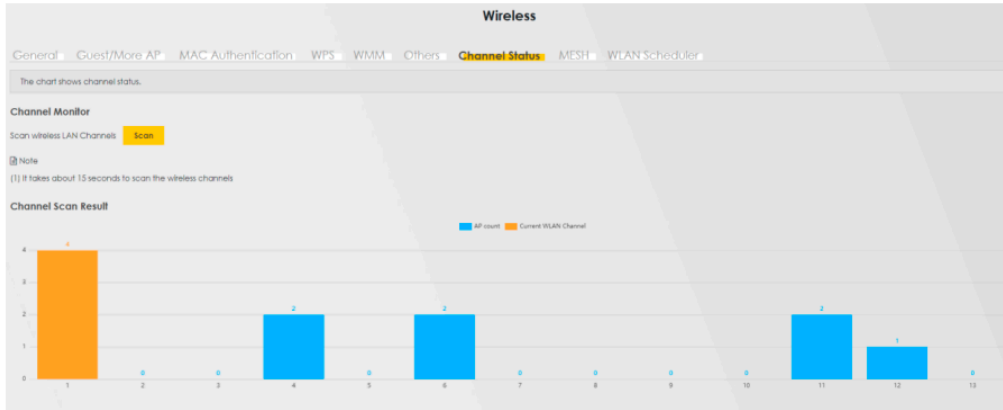 Wireless
General Guest/More AP MAC Authentication WPS WMM Others Channel Status MESH WLAN Scheduler
The chart shows channel status.
Channel Monitor
Scan wireless LAN Channels Scan
Note
(1) It takes about 15 seconds to scan the wireless channels
Channel Scan Result
AP count Current WLAN Channel
4
4
3
2 2 2 2
1 1
0 0 0 0 0 0 0 0 0
1 2 3 4 5 6 7 8 9 10 11 12 13